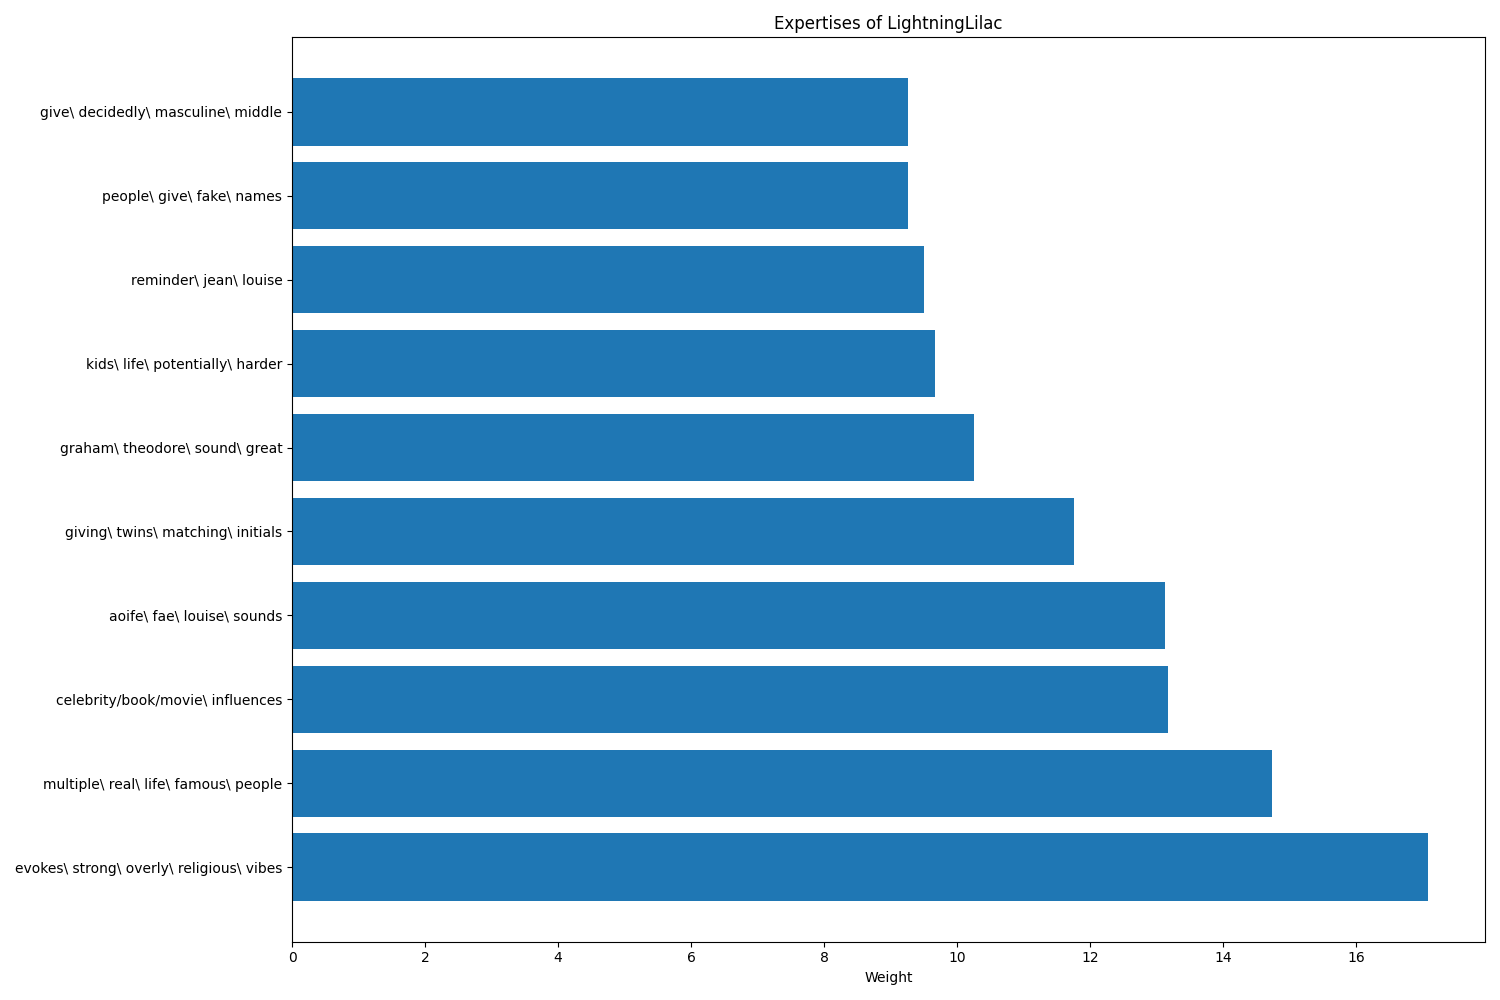 Expertises of LightningLilac
give\ decidedly\ masculine\ middle
people\ give\ fake\ names
reminder\ jean\ louise
kids\ life\ potentially\ harder
graham\ theodore\ sound\ great
giving\ twins\ matching\ initials
aoife\ fae\ louise\ sounds
celebrity/book/movie\ influences
multiple\ real\ life\ famous\ people
evokes\ strong\ overly\ religious\ vibes
0 2 4 6 8 10 12 14 16
Weight